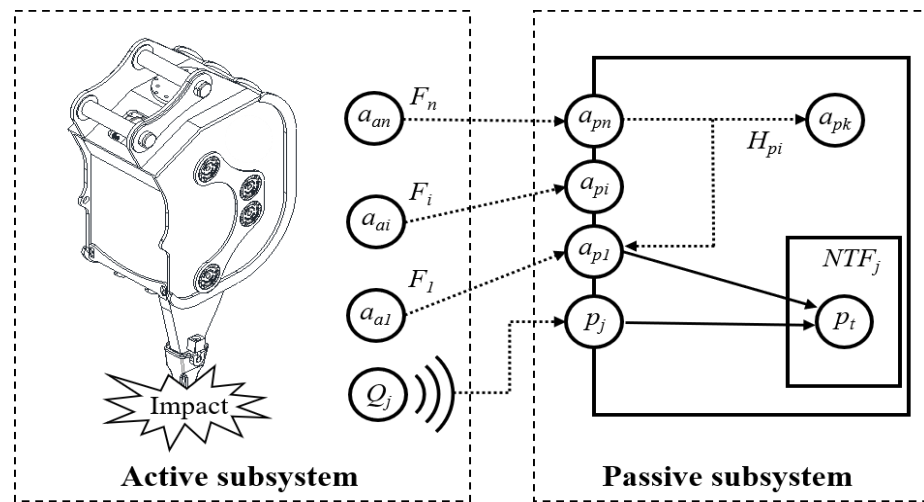 a_an
F_n
a_pn
a_pk
H_pi
a_pi
F_i
a_ai
a_p1
NTF_j
F_1
a_a1
p_j
p_t
Q_j
Impact
Active subsystem
Passive subsystem